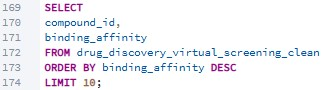 169 SELECT
170 compound_id,
171 binding_affinity
172 FROM drug_discovery_virtual_screening_clean
173 ORDER BY binding_affinity DESC
174 LIMIT 10;